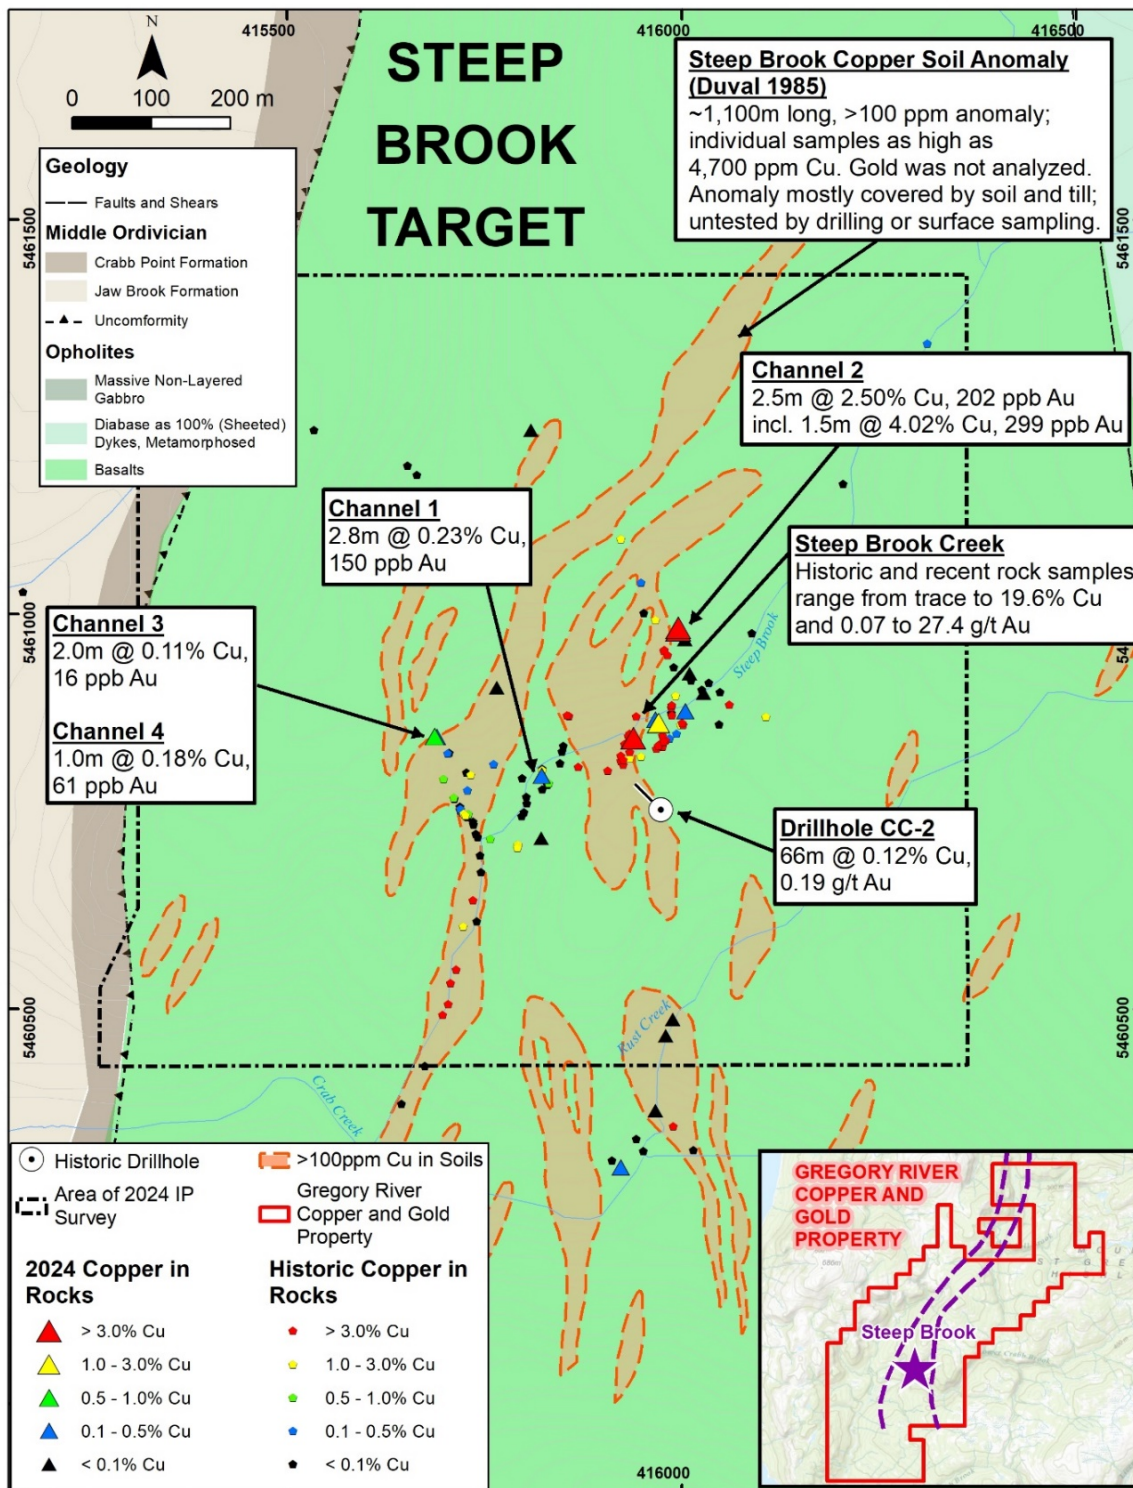 415500
416000
416500
N
0 100 200 m
STEEP
BROOK
TARGET
Steep Brook Copper Soil Anomaly
(Duval 1985)
~1,100m long, >100 ppm anomaly;
individual samples as high as
4,700 ppm Cu. Gold was not analyzed.
Anomaly mostly covered by soil and till;
untested by drilling or surface sampling.
Geology
Faults and Shears
Middle Ordivician
Crabb Point Formation
Jaw Brook Formation
Uncomformity
Opholites
Massive Non-Layered
Gabbro
Diabase as 100% (Sheeted)
Dykes, Metamorphosed
Basalts
5461500
5461500
Channel 2
2.5m @ 2.50% Cu, 202 ppb Au
incl. 1.5m @ 4.02% Cu, 299 ppb Au
Channel 1
2.8m @ 0.23% Cu,
150 ppb Au
Steep Brook Creek
Historic and recent rock samples
range from trace to 19.6% Cu
and 0.07 to 27.4 g/t Au
5461000
Channel 3
2.0m @ 0.11% Cu,
16 ppb Au
Channel 4
1.0m @ 0.18% Cu,
61 ppb Au
Steep Brook
Drillhole CC-2
66m @ 0.12% Cu,
0.19 g/t Au
5460500
5460500
Crab Creek
Historic Drillhole
Area of 2024 IP
Survey
>100ppm Cu in Soils
Gregory River
Copper and Gold
Property
2024 Copper in
Rocks
> 3.0% Cu
1.0 - 3.0% Cu
0.5 - 1.0% Cu
0.1 - 0.5% Cu
< 0.1% Cu
Historic Copper in
Rocks
> 3.0% Cu
1.0 - 3.0% Cu
0.5 - 1.0% Cu
0.1 - 0.5% Cu
< 0.1% Cu
416000
GREGORY RIVER
COPPER AND
GOLD
PROPERTY
Steep Brook